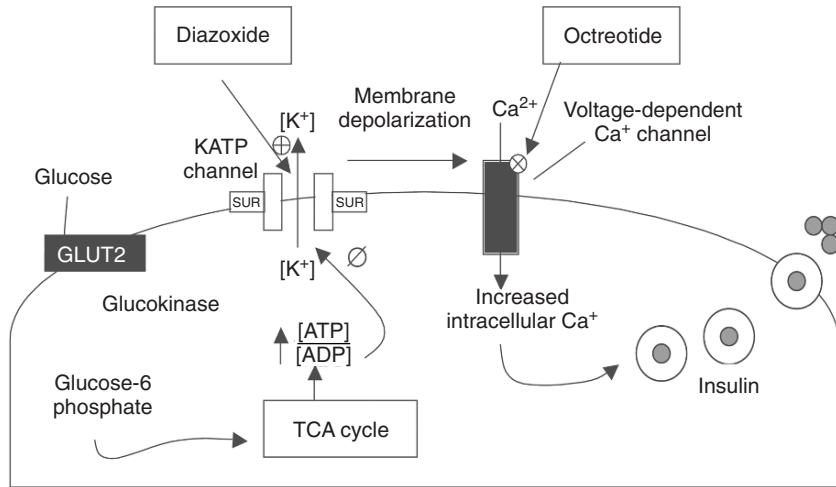 Diazoxide
Octreotide
[K⁺]
Membrane
depolarization
Ca²⁺
Voltage-dependent
Ca⁺ channel
KATP
channel
Glucose
SUR
SUR
GLUT2
[K⁺]
Glucokinase
Increased
intracellular Ca⁺
[ATP]
[ADP]
Glucose-6
phosphate
Insulin
TCA cycle